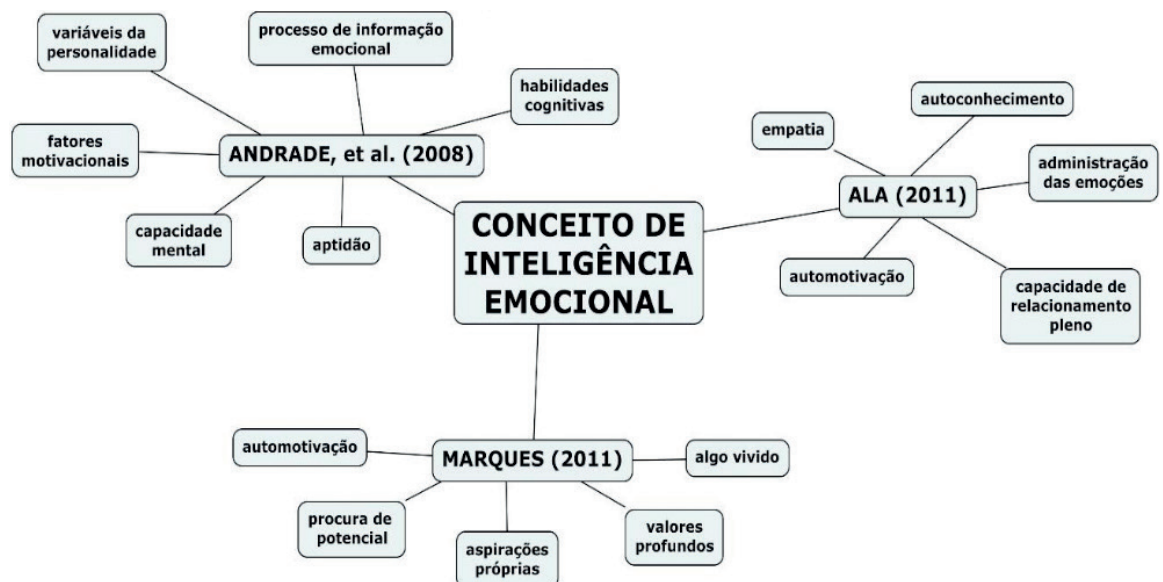 variáveis da
personalidade
processo de informação
emocional
habilidades
cognitivas
fatores
motivacionais
ANDRADE, et al. (2008)
capacidade
mental
aptidão
CONCEITO DE
INTELIGÊNCIA
EMOCIONAL
autoconhecimento
empatia
administração
das emoções
ALA (2011)
automotivação
capacidade de
relacionamento
pleno
automotivação
MARQUES (2011)
algo vivido
procura de
potencial
aspirações
próprias
valores
profundos